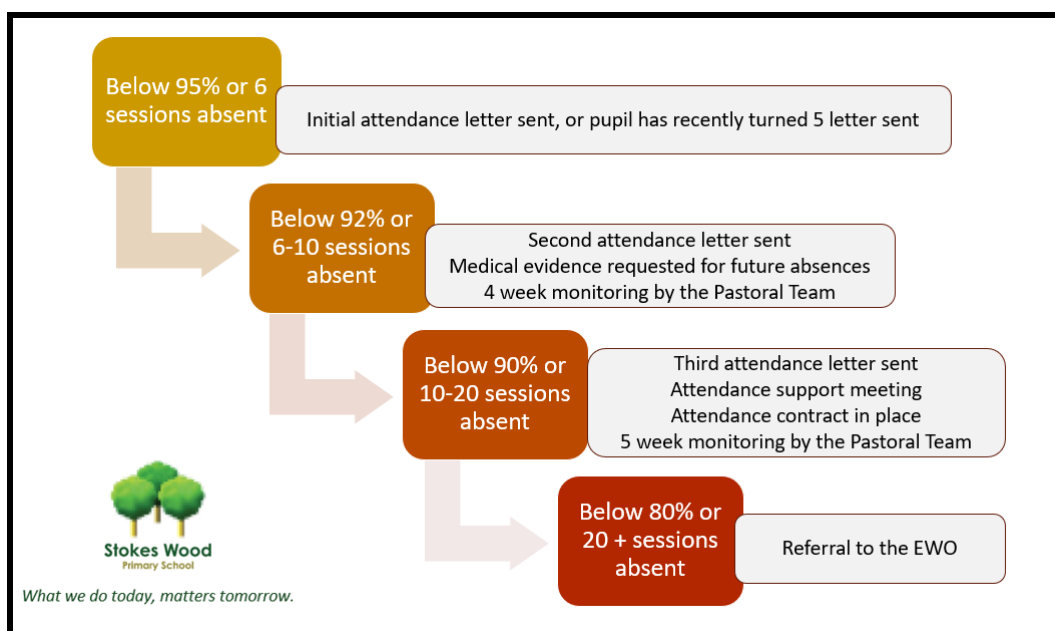 Below 95% or 6
sessions absent
Initial attendance letter sent, or pupil has recently turned 5 letter sent
Below 92% or
6-10 sessions
absent
Second attendance letter sent
Medical evidence requested for future absences
4 week monitoring by the Pastoral Team
Below 90% or
10-20 sessions
absent
Third attendance letter sent
Attendance support meeting
Attendance contract in place
5 week monitoring by the Pastoral Team
Below 80% or
20 + sessions
absent
Referral to the EWO
Stokes Wood
Primary School
What we do today, matters tomorrow.